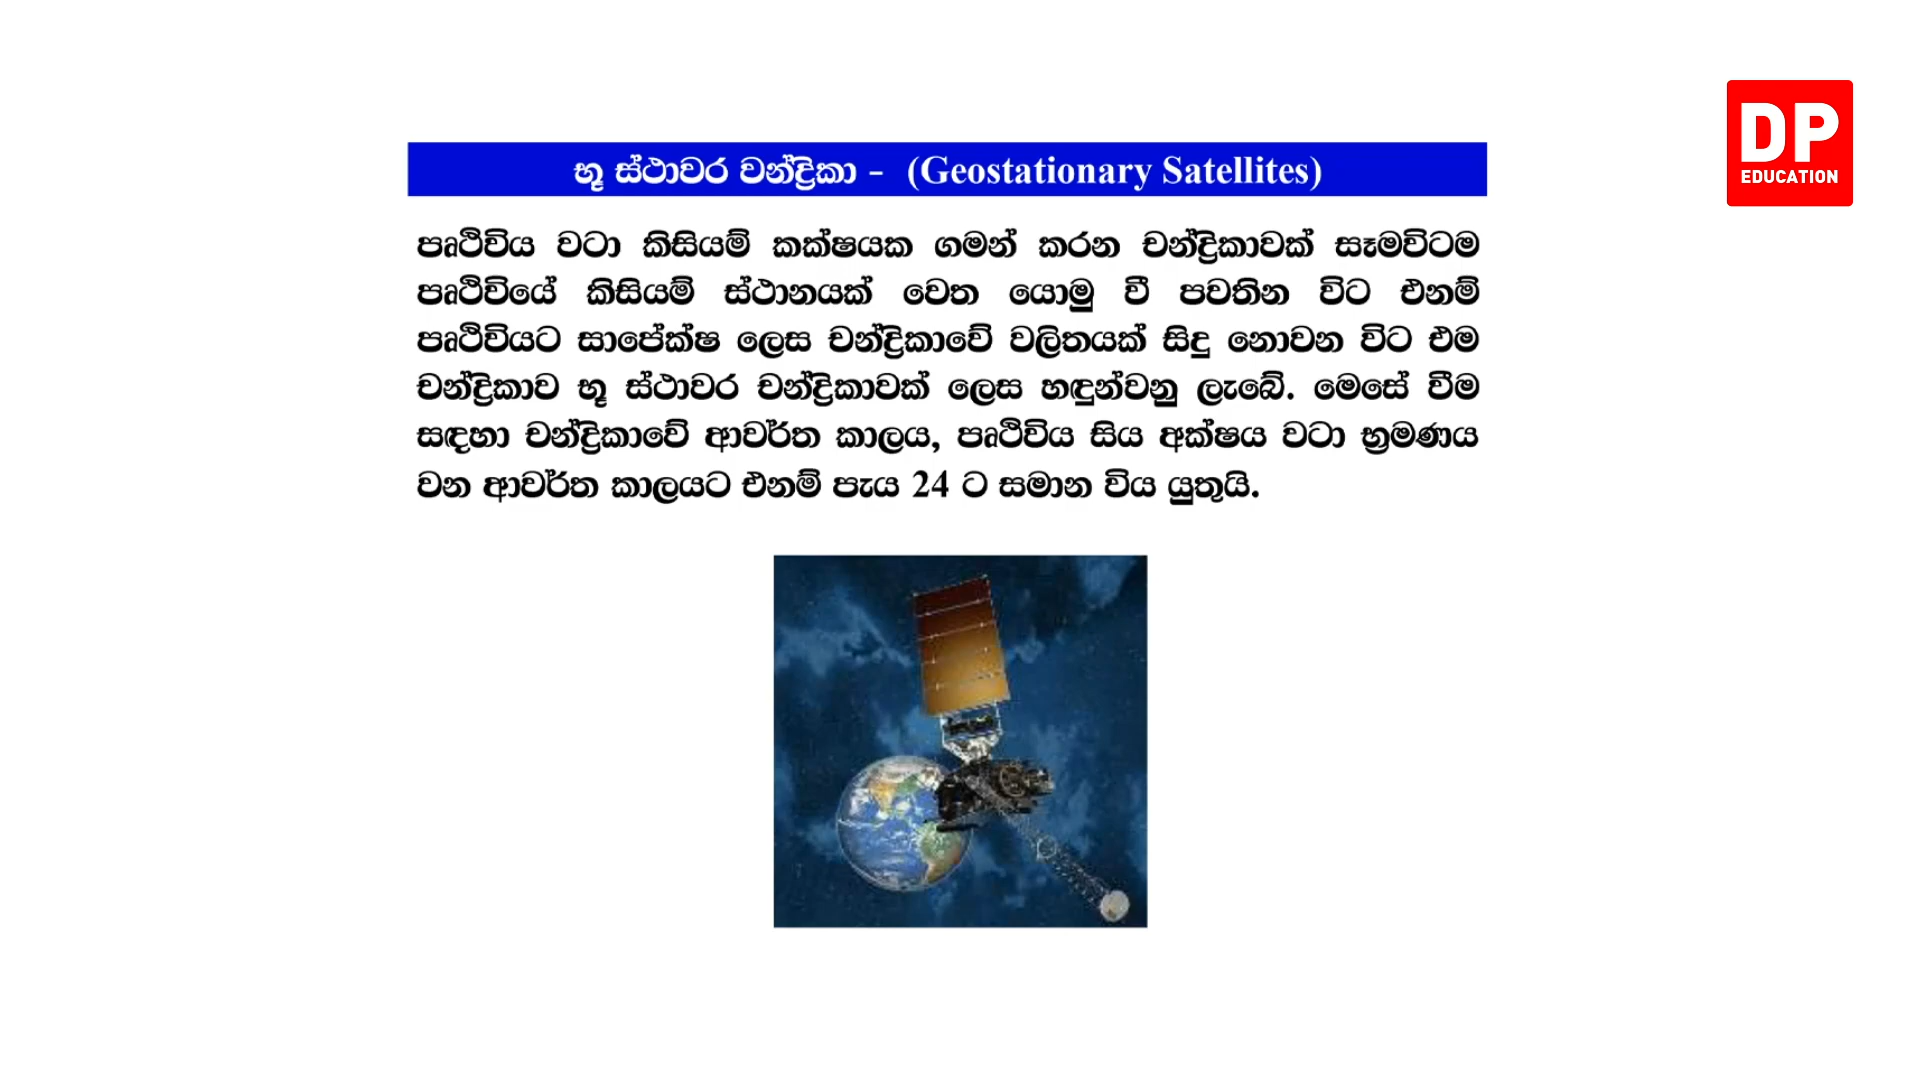 භූ ස්ථාවර චන්ද්‍රිකා - (Geostationary Satellites)
DP
EDUCATION
පෘථිවිය වටා කිසියම් කක්ෂයක ගමන් කරන චන්ද්‍රිකාවක් සෑමවිටම
පෘථිවියේ කිසියම් ස්ථානයක් වෙත යොමු වී පවතින විට එනම්
පෘථිවියට සාපේක්ෂ ලෙස චන්ද්‍රිකාවේ චලිතයක් සිදු නොවන විට එම
චන්ද්‍රිකාව භූ ස්ථාවර චන්ද්‍රිකාවක් ලෙස හඳුන්වනු ලැබේ. මෙසේ වීම
සඳහා චන්ද්‍රිකාවේ ආවර්ත කාලය, පෘථිවිය සිය අක්ෂය වටා භ්‍රමණය
වන ආවර්ත කාලයට එනම් පැය 24 ට සමාන විය යුතුයි.